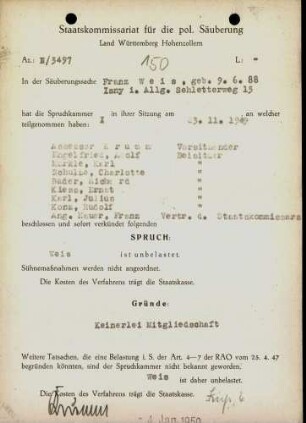 Staatskommissariat für die pol. Säuberung
Land Württemberg Hohenzollern
Az.: II/3497 150 L: -
In der Säuberungssache Franz Weis, geb. 9.6.88
Isny i. Allg. Schletterweg 15
hat die Spruchkammer I in ihrer Sitzung am 23.11.1949 an welcher
teilgenommen haben:
Assessor Krumm Vorsitzender
Vogelfried, Adolf Beisitzer
Merkle, Karl "
Schulze, Charlotte "
Bader, Richard "
Kiene, Ernst "
Karl, Julius "
Konz, Rudolf "
Ang. Hauer, Franz Vertr. d. Staatskommissars
beschlossen und sofort verkündet folgenden
SPRUCH:
Weis ist unbelastet.
Sühnemaßnahmen werden nicht angeordnet.
Die Kosten des Verfahrens trägt die Staatskasse.
Gründe:
Keinerlei Mitgliedschaft
Weitere Tatsachen, die eine Belastung i. S. der Art. 4—7 der RAO vom 25. 4. 47
begründen könnten, sind der Spruchkammer nicht bekannt geworden.
Weis ist daher unbelastet.
Die Kosten des Verfahrens trägt die Staatskasse.
Krumm
4. Jan. 1950